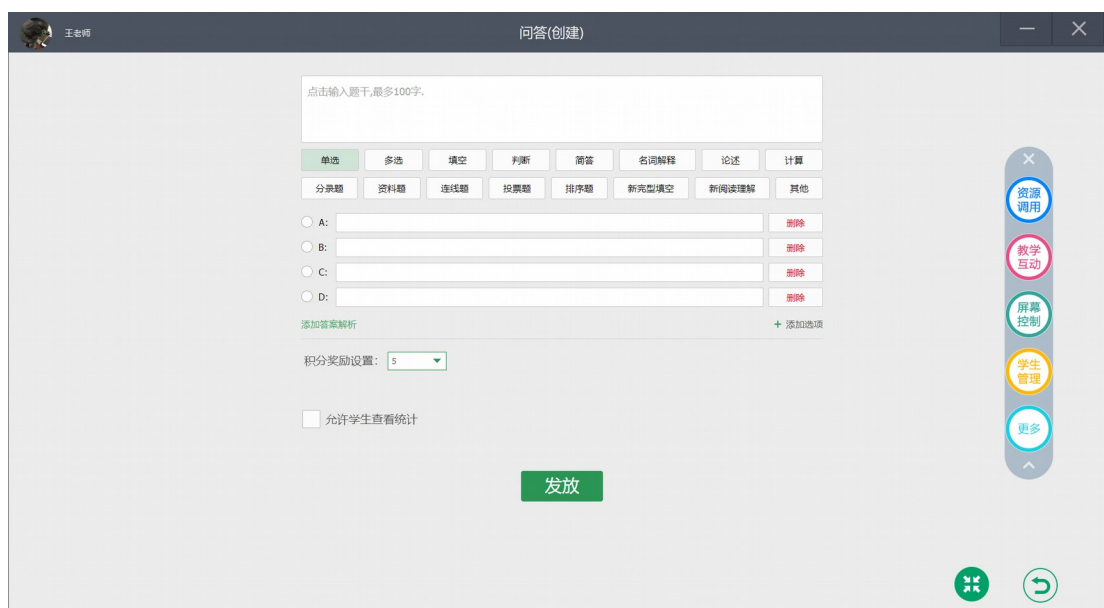 王老师
问答(创建)
点击输入题干,最多100字.
单选 多选 填空 判断 简答 名词解释 论述 计算
分录题 资料题 连线题 投票题 排序题 新完型填空 新阅读理解 其他
A: 删除
B: 删除
C: 删除
D: 删除
添加答案解析 + 添加选项
积分奖励设置: 5
允许学生查看统计
发放
资源
调用
教学
互动
屏幕
控制
学生
管理
更多